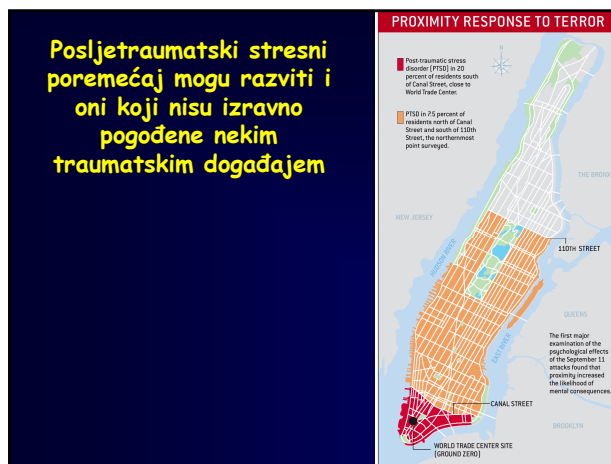 Posljetraumatski stresni
poremećaj mogu razviti i
oni koji nisu izravno
pogođene nekim
traumatskim događajem
PROXIMITY RESPONSE TO TERROR
N
Post-traumatic stress
disorder (PTSD) in 20
percent of residents south
of Canal Street, close to
World Trade Center.
PTSD in 7.5 percent of
residents north of Canal
Street and south of 110th
Street, the northernmost
point surveyed.
THE BRONX
NEW JERSEY
HUDSON RIVER
110TH STREET
QUEENS
EAST RIVER
The first major
examination of the
psychological effects
of the September 11
attacks found that
proximity increased
the likelihood of
mental consequences.
CANAL STREET
BROOKLYN
WORLD TRADE CENTER SITE
(GROUND ZERO)